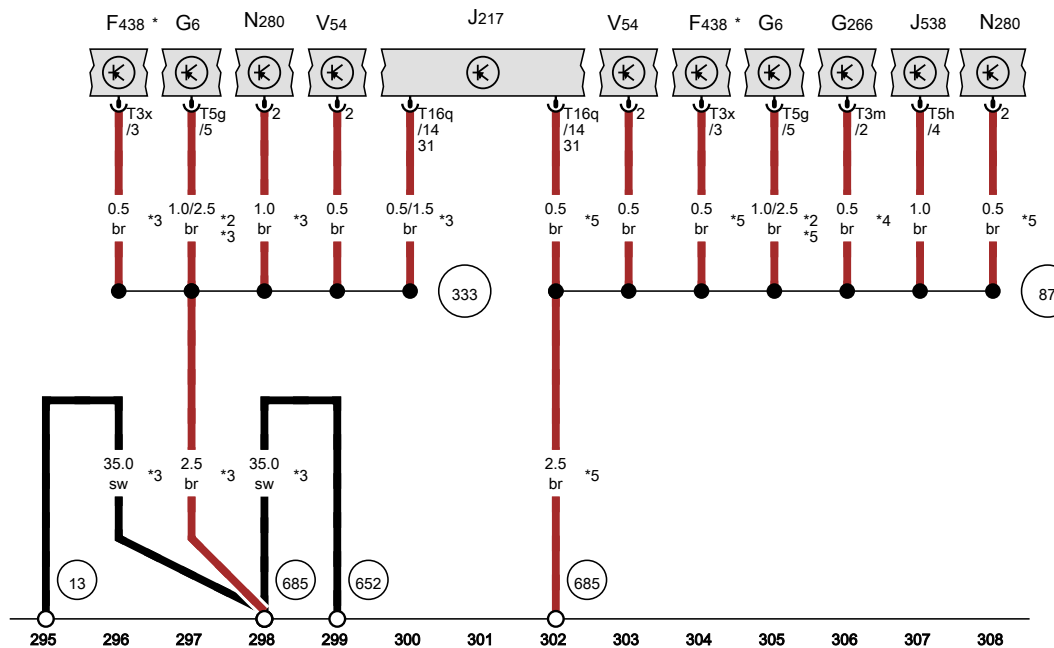 F438 * G6 N280 V54 J217 V54 F438 * G6 G266 J538 N280
T3x /3
T5g /5
2
2
T16q /14 31
T16q /14 31
2
T3x /3
T5g /5
T3m /2
T5h /4
2
0.5 br *3
1.0/2.5 br *2 *3
1.0 br *3
0.5 br
0.5/1.5 br *3
0.5 br *5
0.5 br
0.5 br *5
1.0/2.5 br *2 *5
0.5 br *4
1.0 br
0.5 br *5
333
87
35.0 sw *3
2.5 br *3
35.0 sw *3
2.5 br *5
13
685
652
685
295 296 297 298 299 300 301 302 303 304 305 306 307 308